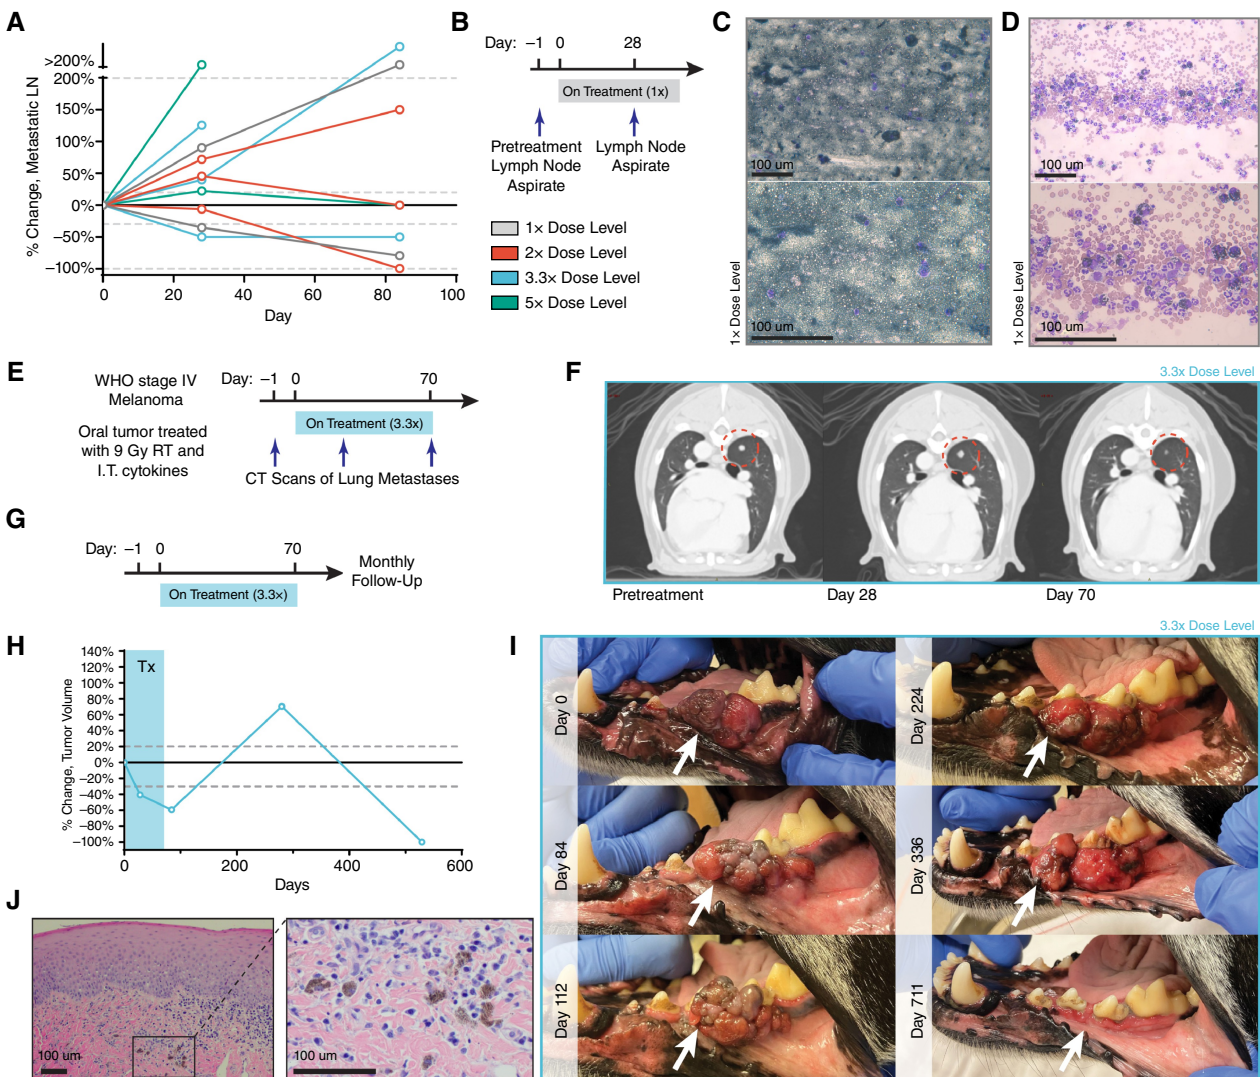 A
% Change, Metastatic LN
>200%
200%
150%
100%
50%
0%
−50%
−100%
0
20
40
60
80
100
Day
B
Day: −1 0 28
On Treatment (1x)
Pretreatment
Lymph Node
Aspirate
Lymph Node
Aspirate
1× Dose Level
2× Dose Level
3.3× Dose Level
5× Dose Level
C
1× Dose Level
100 um
100 um
D
1× Dose Level
100 um
100 um
E
WHO stage IV
Melanoma
Oral tumor treated
with 9 Gy RT and
I.T. cytokines
Day: −1 0 70
On Treatment (3.3x)
CT Scans of Lung Metastases
F
3.3x Dose Level
Pretreatment
Day 28
Day 70
G
Day: −1 0 70
On Treatment (3.3×)
Monthly
Follow-Up
H
% Change, Tumor Volume
140%
120%
100%
80%
60%
40%
20%
0%
−20%
−40%
−60%
−80%
−100%
Tx
0
200
400
600
Days
I
3.3x Dose Level
Day 0
Day 84
Day 112
Day 224
Day 336
Day 711
J
100 um
100 um